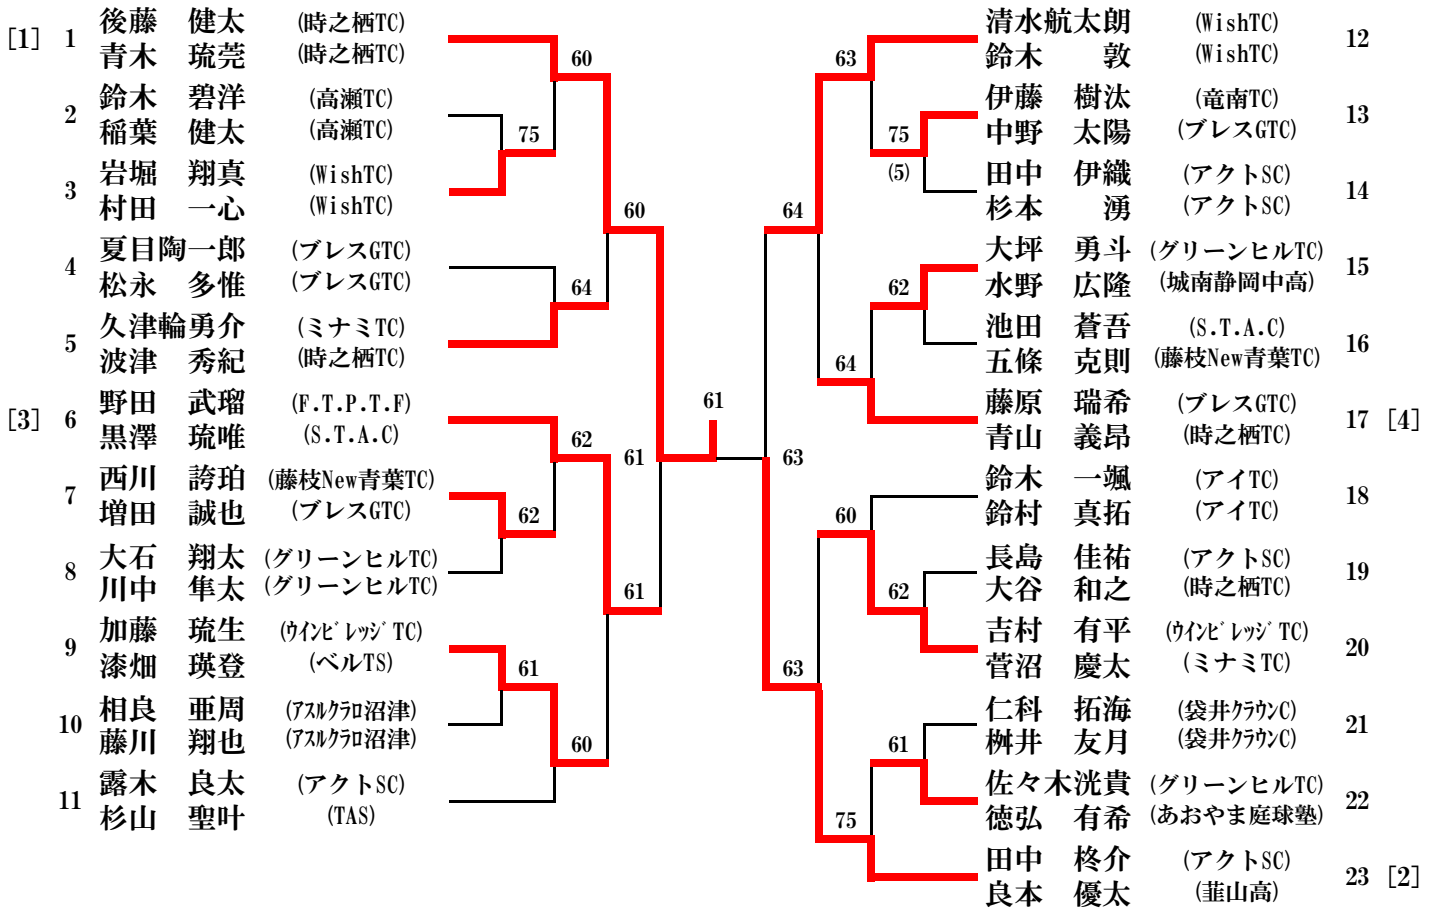 [1] 1 後藤 健太 (時之栖TC)
青木 琉莞 (時之栖TC)
2 鈴木 碧洋 (高瀬TC)
稲葉 健太 (高瀬TC)
3 岩堀 翔真 (WishTC)
村田 一心 (WishTC)
4 夏目陶一郎 (ブレスGTC)
松永 多惟 (ブレスGTC)
5 久津輪勇介 (ミナミTC)
波津 秀紀 (時之栖TC)
[3] 6 野田 武瑠 (F.T.P.T.F)
黒澤 琉唯 (S.T.A.C)
7 西川 誇珀 (藤枝New青葉TC)
増田 誠也 (ブレスGTC)
8 大石 翔太 (グリーンヒルTC)
川中 隼太 (グリーンヒルTC)
9 加藤 琉生 (ウインビレッジTC)
漆畑 瑛登 (ベルTS)
10 相良 亜周 (アスルクラロ沼津)
藤川 翔也 (アスルクラロ沼津)
11 露木 良太 (アクトSC)
杉山 聖叶 (TAS)
60
75
60
64
62
61
62
61
61
60
61
63
75
(5)
64
62
64
63
60
62
63
61
75
清水航太朗 (WishTC) 12
鈴木 敦 (WishTC)
伊藤 樹汰 (竜南TC) 13
中野 太陽 (ブレスGTC)
田中 伊織 (アクトSC) 14
杉本 湧 (アクトSC)
大坪 勇斗 (グリーンヒルTC) 15
水野 広隆 (城南静岡中高)
池田 蒼吾 (S.T.A.C) 16
五條 克則 (藤枝New青葉TC)
藤原 瑞希 (ブレスGTC) 17 [4]
青山 義昂 (時之栖TC)
鈴木 一颯 (アイTC) 18
鈴村 真拓 (アイTC)
長島 佳祐 (アクトSC) 19
大谷 和之 (時之栖TC)
吉村 有平 (ウインビレッジTC) 20
菅沼 慶太 (ミナミTC)
仁科 拓海 (袋井クラウンC) 21
桝井 友月 (袋井クラウンC)
佐々木洸貴 (グリーンヒルTC) 22
徳弘 有希 (あおやま庭球塾)
田中 柊介 (アクトSC) 23 [2]
良本 優太 (韮山高)